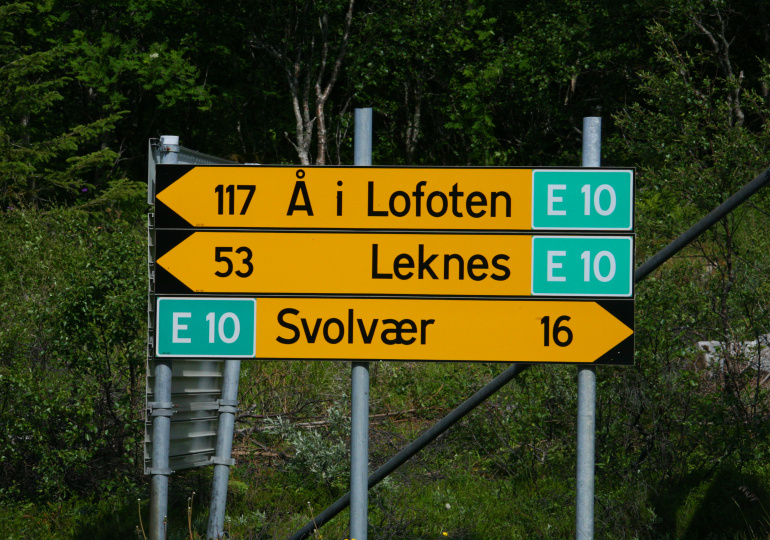 117 Å i Lofoten E 10
53 Leknes E 10
E 10 Svolvær 16